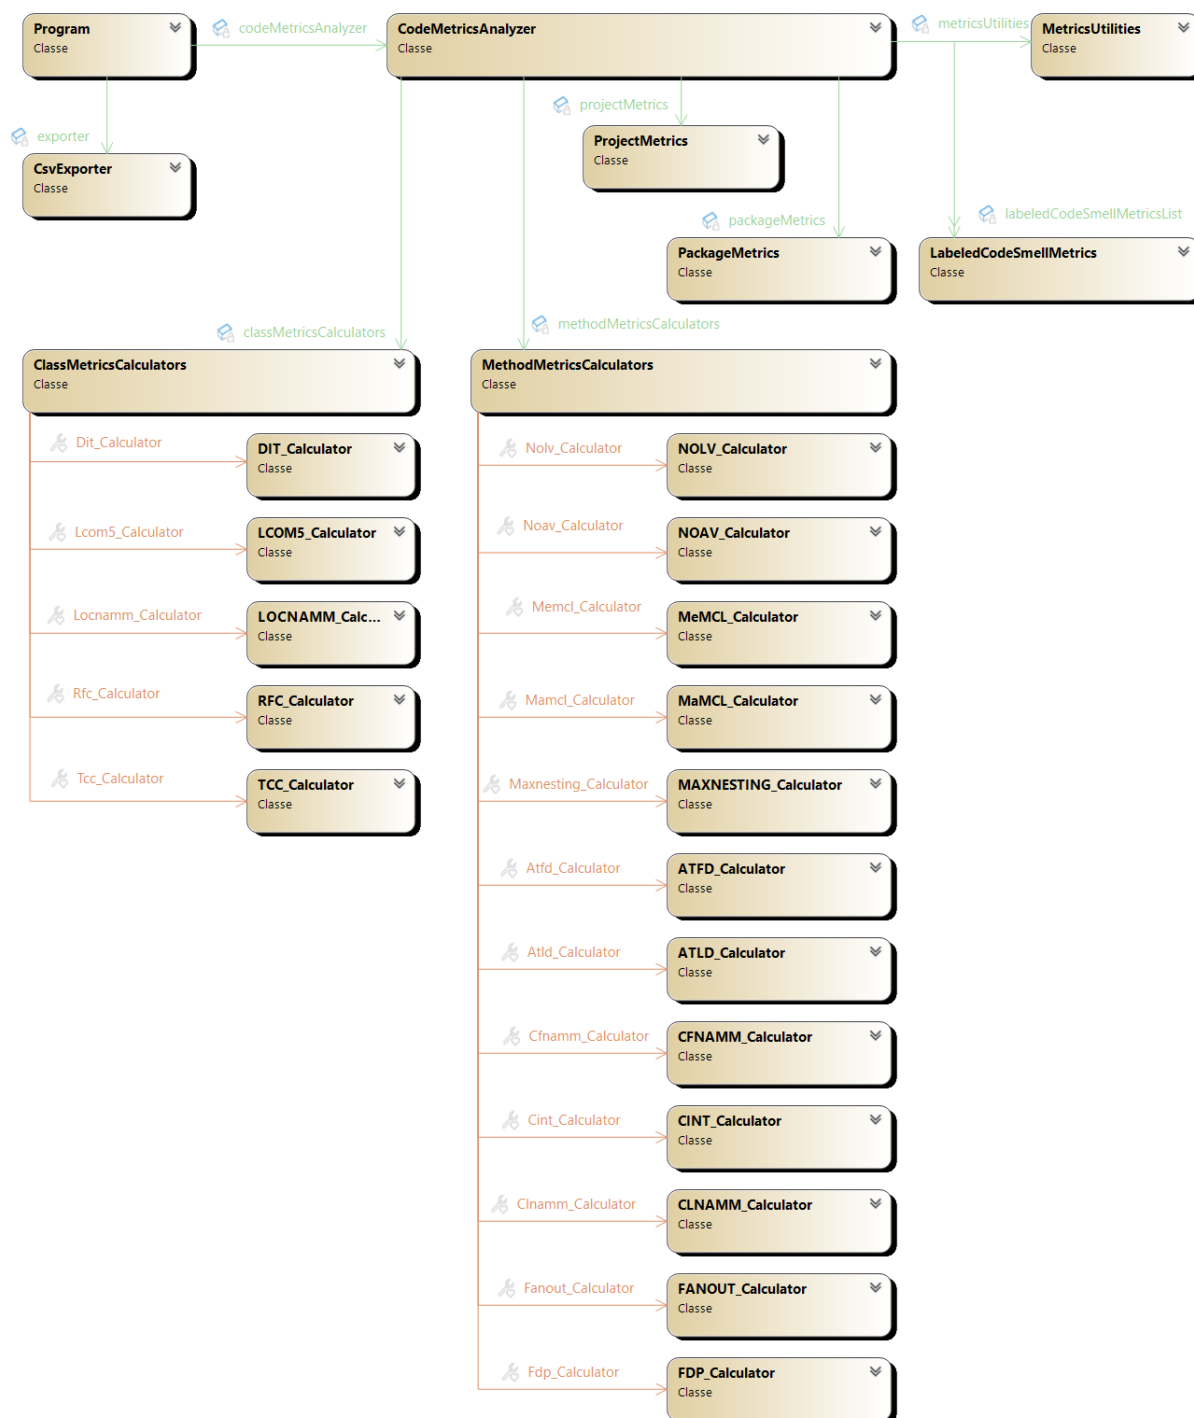 Program
Classe
codeMetricsAnalyzer
CodeMetricsAnalyzer
Classe
metricsUtilities
MetricsUtilities
Classe
exporter
CsvExporter
Classe
projectMetrics
ProjectMetrics
Classe
packageMetrics
PackageMetrics
Classe
labeledCodeSmellMetricsList
LabeledCodeSmellMetrics
Classe
classMetricsCalculators
ClassMetricsCalculators
Classe
methodMetricsCalculators
MethodMetricsCalculators
Classe
Dit_Calculator
DIT_Calculator
Classe
Lcom5_Calculator
LCOM5_Calculator
Classe
Locnamm_Calculator
LOCNAMM_Calc...
Classe
Rfc_Calculator
RFC_Calculator
Classe
Tcc_Calculator
TCC_Calculator
Classe
Nolv_Calculator
NOLV_Calculator
Classe
Noav_Calculator
NOAV_Calculator
Classe
Memcl_Calculator
MeMCL_Calculator
Classe
Mamcl_Calculator
MaMCL_Calculator
Classe
Maxnesting_Calculator
MAXNESTING_Calculator
Classe
Atfd_Calculator
ATFD_Calculator
Classe
Atld_Calculator
ATLD_Calculator
Classe
Cfnamm_Calculator
CFNAMM_Calculator
Classe
Cint_Calculator
CINT_Calculator
Classe
Clnamm_Calculator
CLNAMM_Calculator
Classe
Fanout_Calculator
FANOUT_Calculator
Classe
Fdp_Calculator
FDP_Calculator
Classe